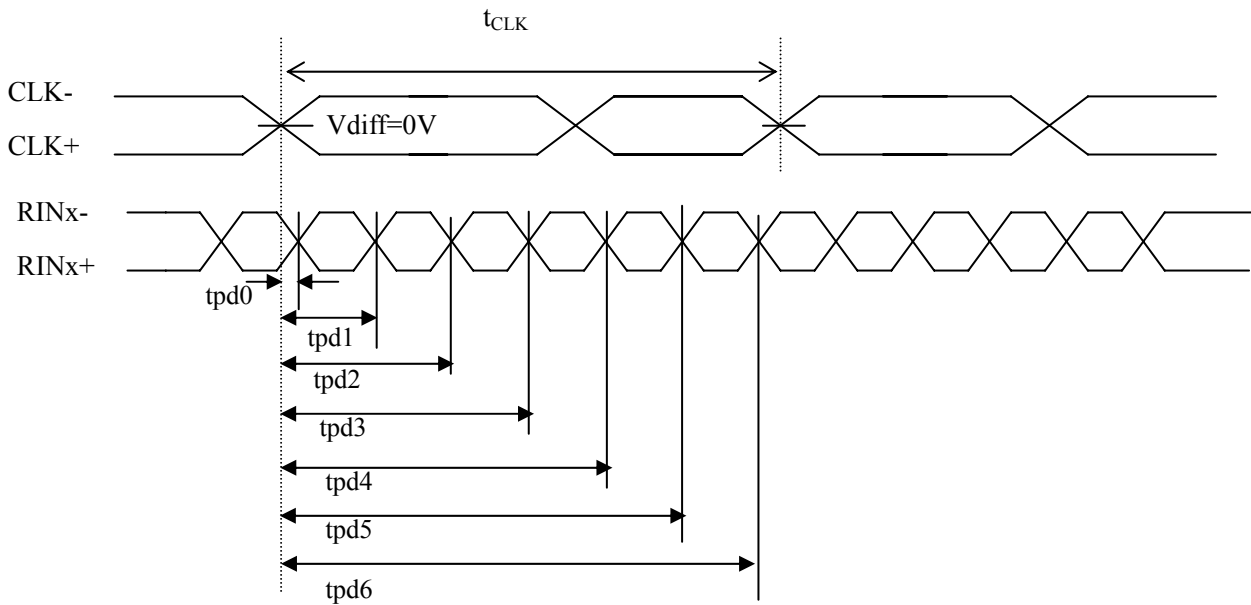 tCLK
CLK-
Vdiff=0V
CLK+
RINx-
RINx+
tpd0
tpd1
tpd2
tpd3
tpd4
tpd5
tpd6